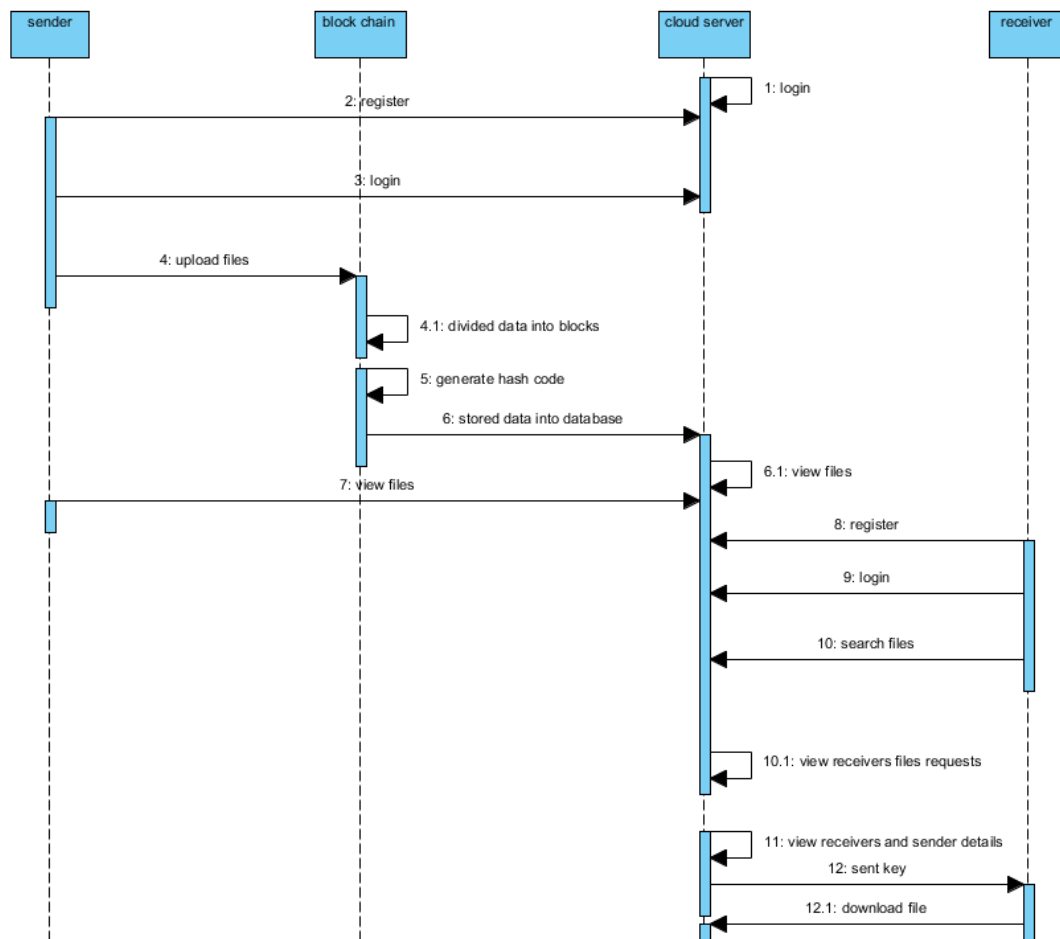 sender
block chain
cloud server
receiver
1: login
2: register
3: login
4: upload files
4.1: divided data into blocks
5: generate hash code
6: stored data into database
6.1: view files
7: view files
8: register
9: login
10: search files
10.1: view receivers files requests
11: view receivers and sender details
12: sent key
12.1: download file